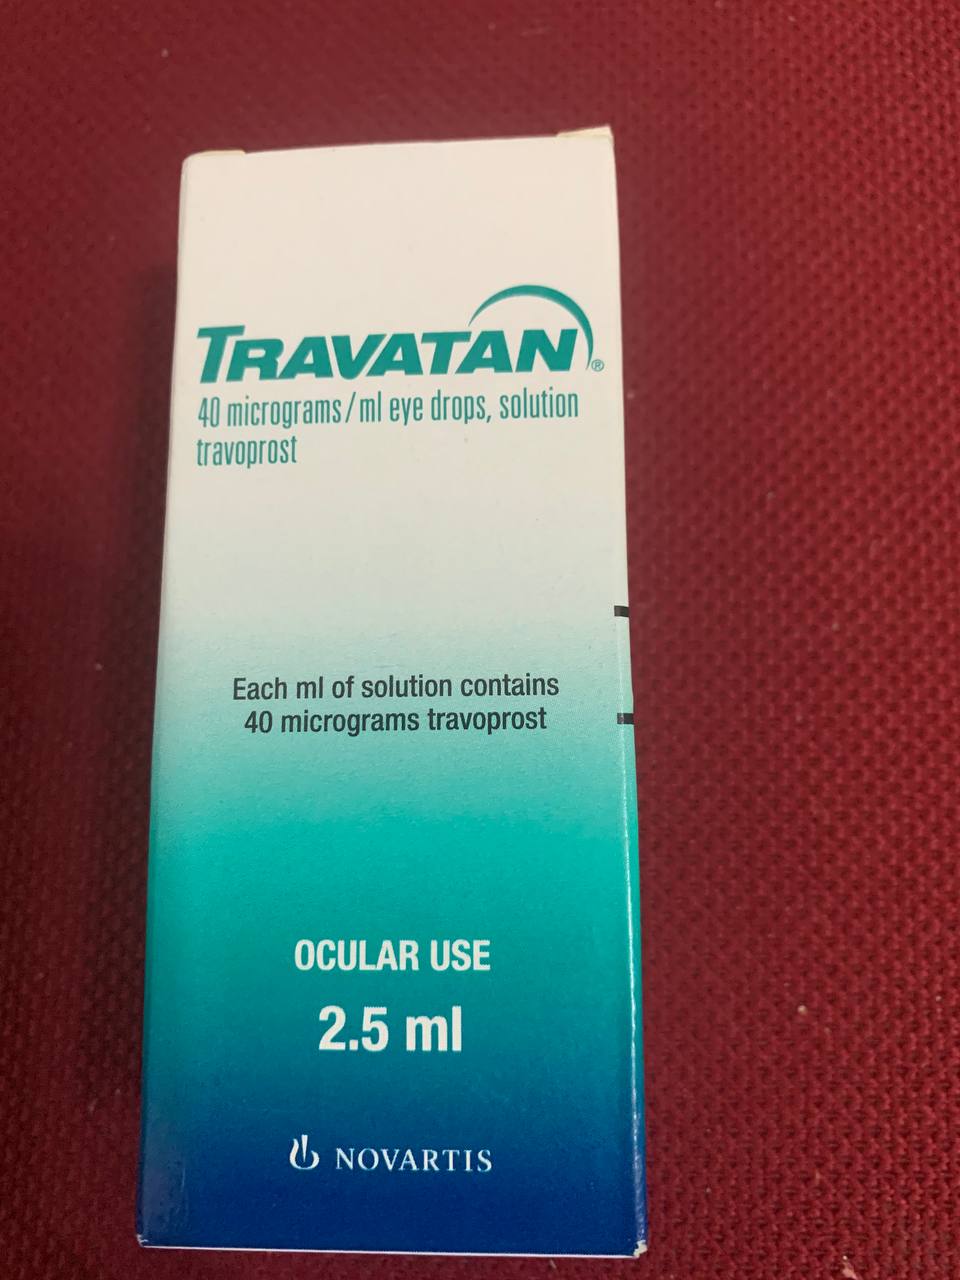 TRAVATAN®
40 micrograms/ml eye drops, solution
travoprost
Each ml of solution contains
40 micrograms travoprost
OCULAR USE
2.5 ml
NOVARTIS